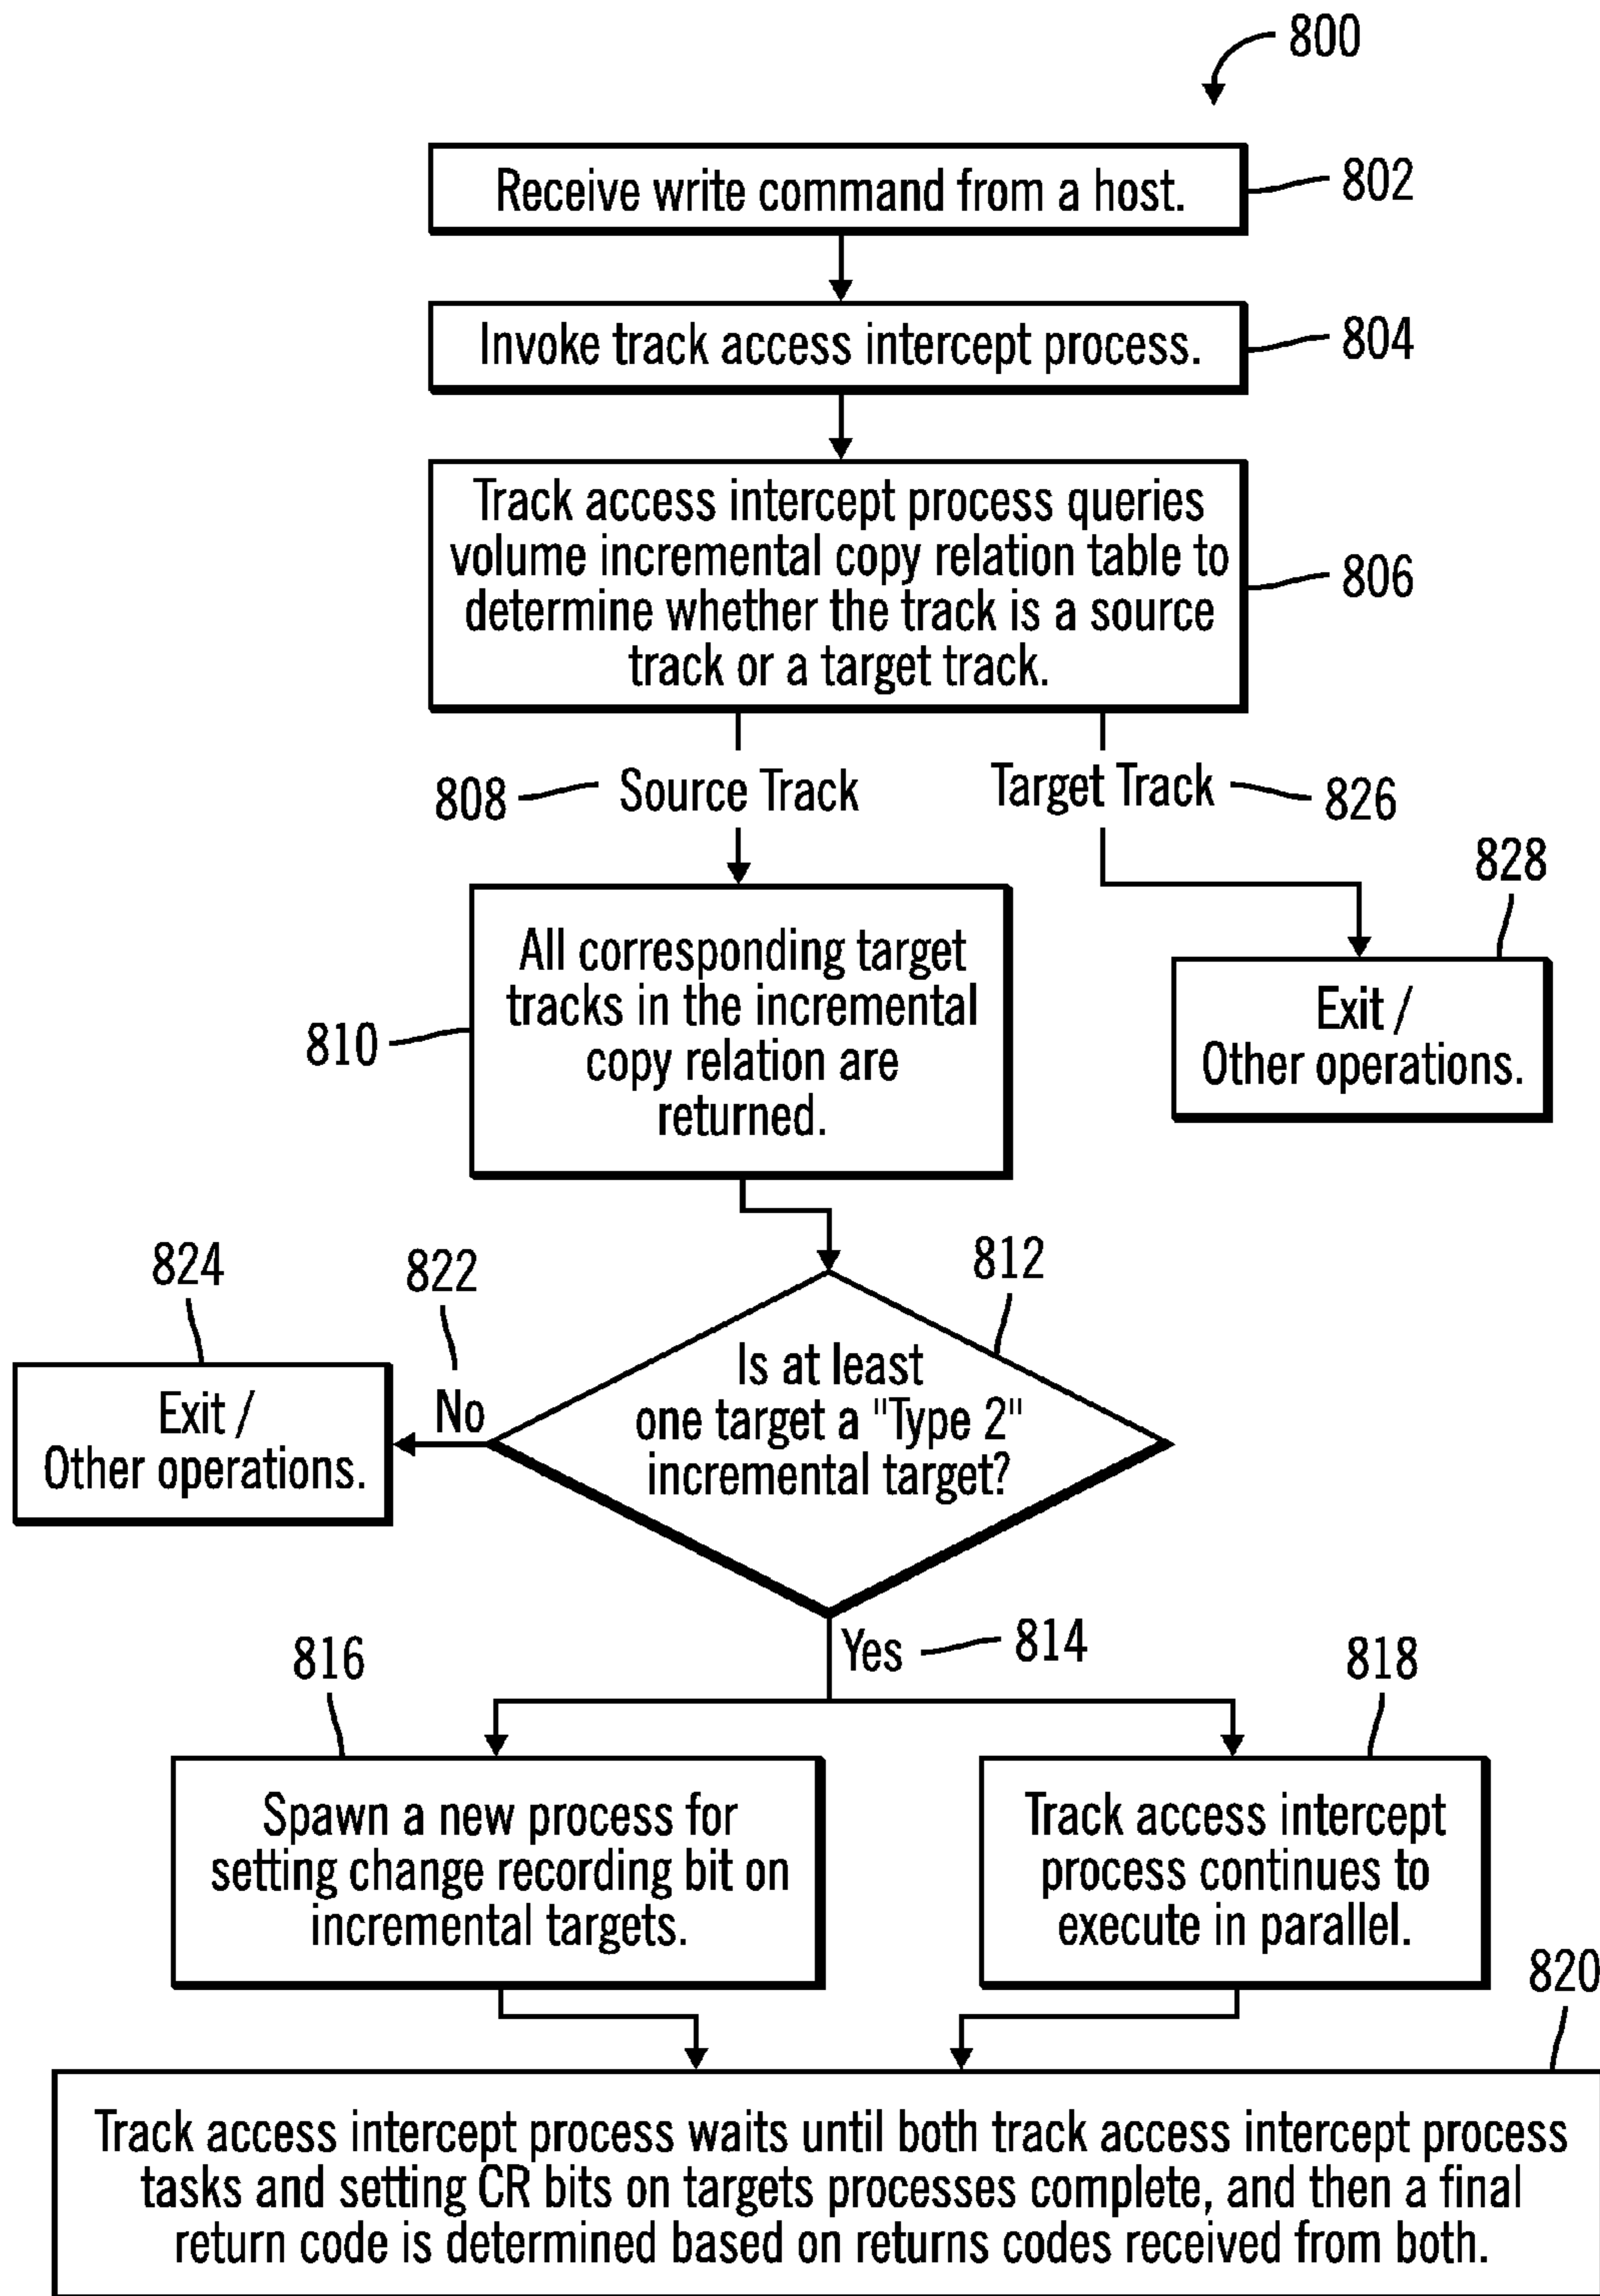 800
Receive write command from a host.
802
Invoke track access intercept process.
804
Track access intercept process queries
volume incremental copy relation table to
determine whether the track is a source
track or a target track.
806
808
Source Track
Target Track
826
828
All corresponding target
tracks in the incremental
copy relation are
returned.
810
Exit /
Other operations.
824
822
812
Exit /
Other operations.
No
Is at least
one target a "Type 2"
incremental target?
Yes
814
816
818
Spawn a new process for
setting change recording bit on
incremental targets.
Track access intercept
process continues to
execute in parallel.
820
Track access intercept process waits until both track access intercept process
tasks and setting CR bits on targets processes complete, and then a final
return code is determined based on returns codes received from both.